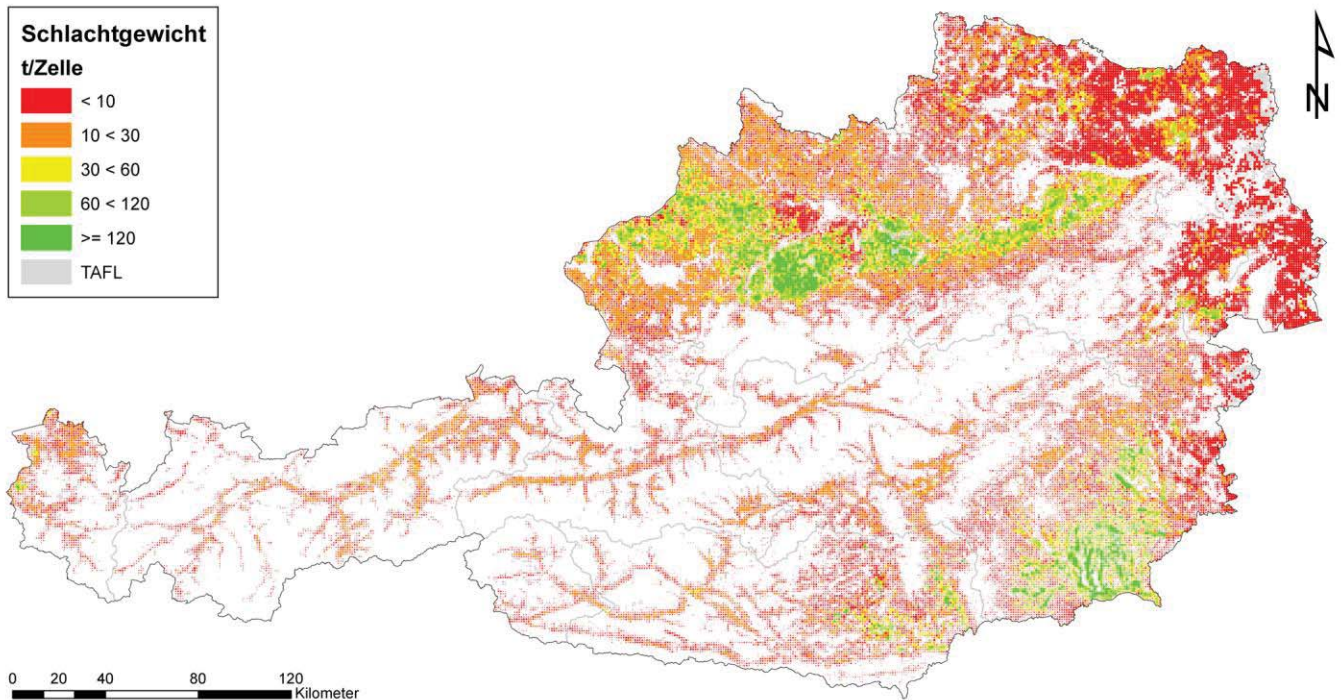 Schlachtgewicht
t/Zelle
< 10
10 < 30
30 < 60
60 < 120
>= 120
TAFL
N
0 20 40 80 120
Kilometer